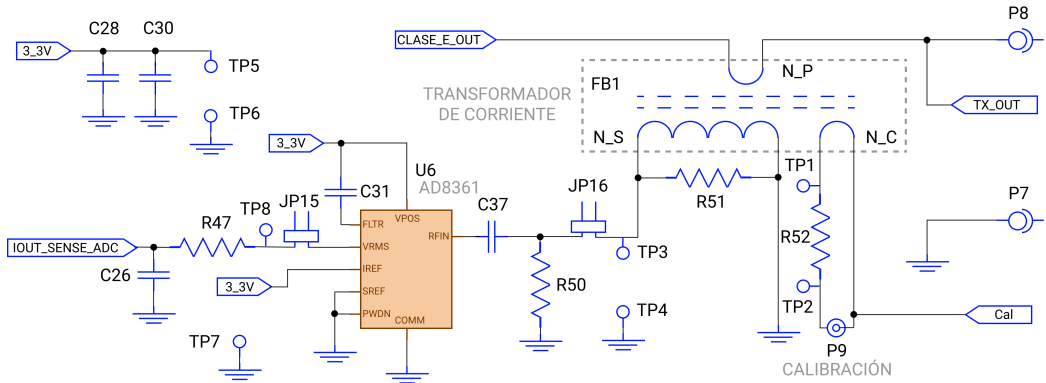 C28
C30
3_3V
TP5
TP6
CLASE_E_OUT
P8
N_P
FB1
TRANSFORMADOR
DE CORRIENTE
TX_OUT
N_S
N_C
3_3V
U6
AD8361
C31
JP15
TP8
R47
VPOS
FLTR
VRMS
IREF
SREF
PWDN
RFIN
COMM
C37
JP16
R51
TP1
P7
IOUT_SENSE_ADC
C26
3_3V
R50
TP3
R52
TP2
TP4
TP7
Cal
P9
CALIBRACIÓN